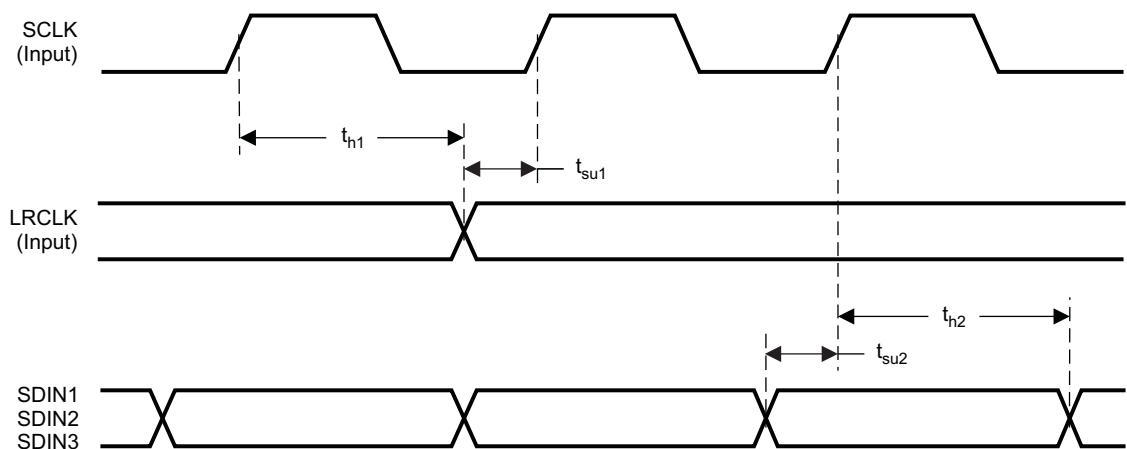 SCLK
(Input)
t_h1
t_su1
LRCLK
(Input)
t_h2
t_su2
SDIN1
SDIN2
SDIN3